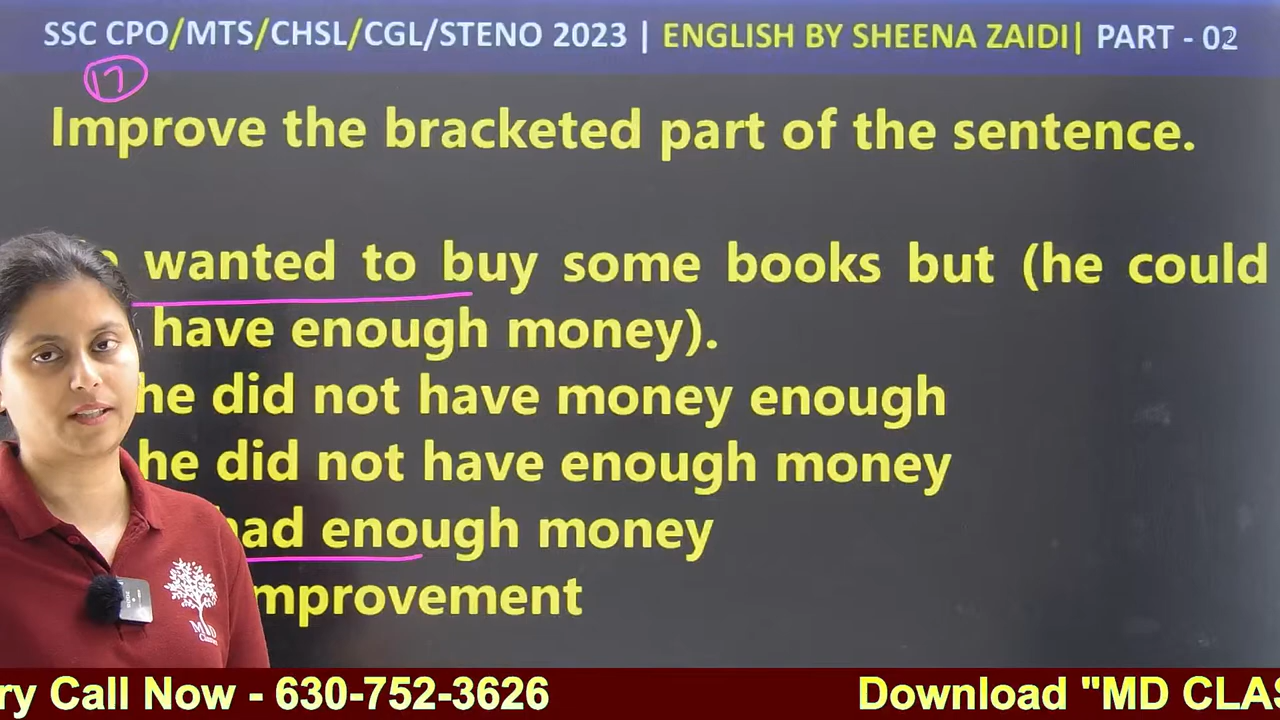 SSC CPO/MTS/CHSL/CGL/STENO 2023 | ENGLISH BY SHEENA ZAIDI| PART - 02
17
Improve the bracketed part of the sentence.
wanted to buy some books but (he could
have enough money).
he did not have money enough
he did not have enough money
had enough money
mprovement
ry Call Now - 630-752-3626
Download "MD CLAS